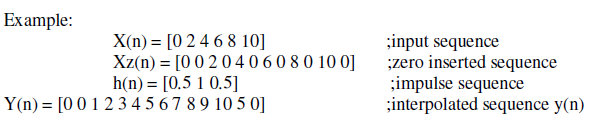 Example:
X(n) = [0 2 4 6 8 10] ;input sequence
Xz(n) = [0 0 2 0 4 0 6 0 8 0 10 0] ;zero inserted sequence
h(n) = [0.5 1 0.5] ;impulse sequence
Y(n) = [0 0 1 2 3 4 5 6 7 8 9 10 5 0] ;interpolated sequence y(n)